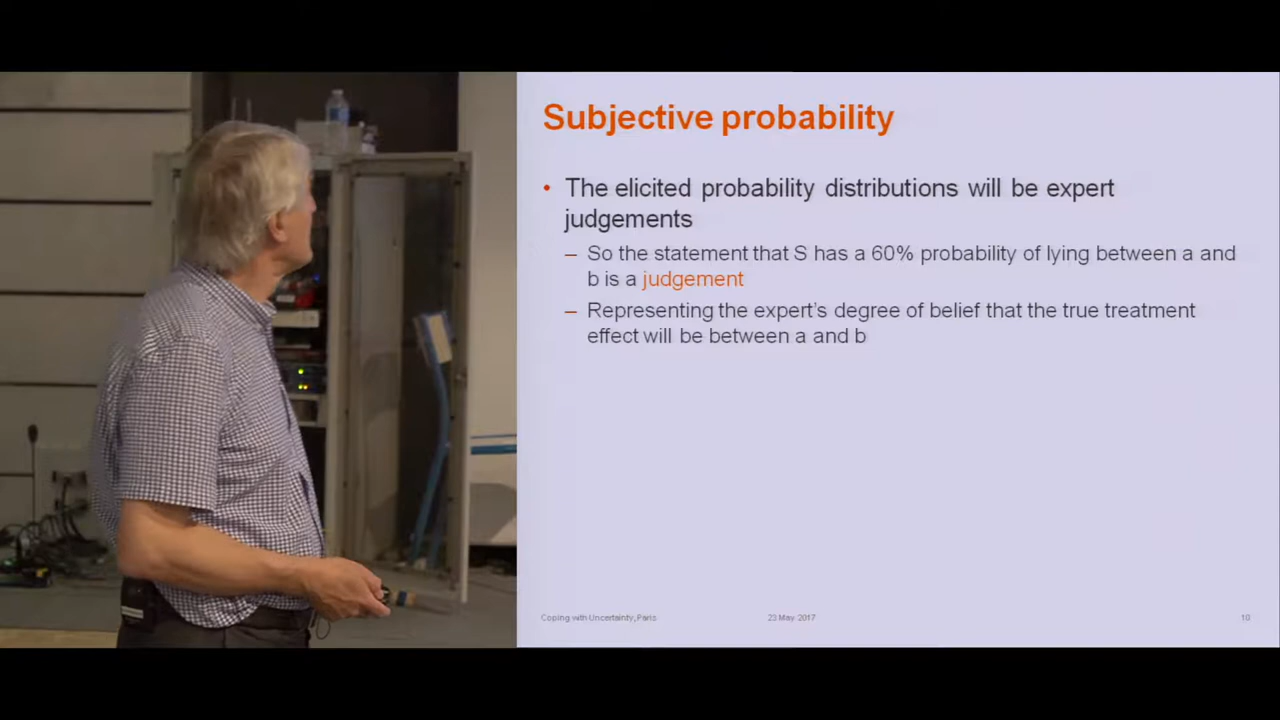 Subjective probability
• The elicited probability distributions will be expert
judgements
– So the statement that S has a 60% probability of lying between a and
b is a judgement
– Representing the expert's degree of belief that the true treatment
effect will be between a and b
Coping with Uncertainty, Paris
23 May 2017
10